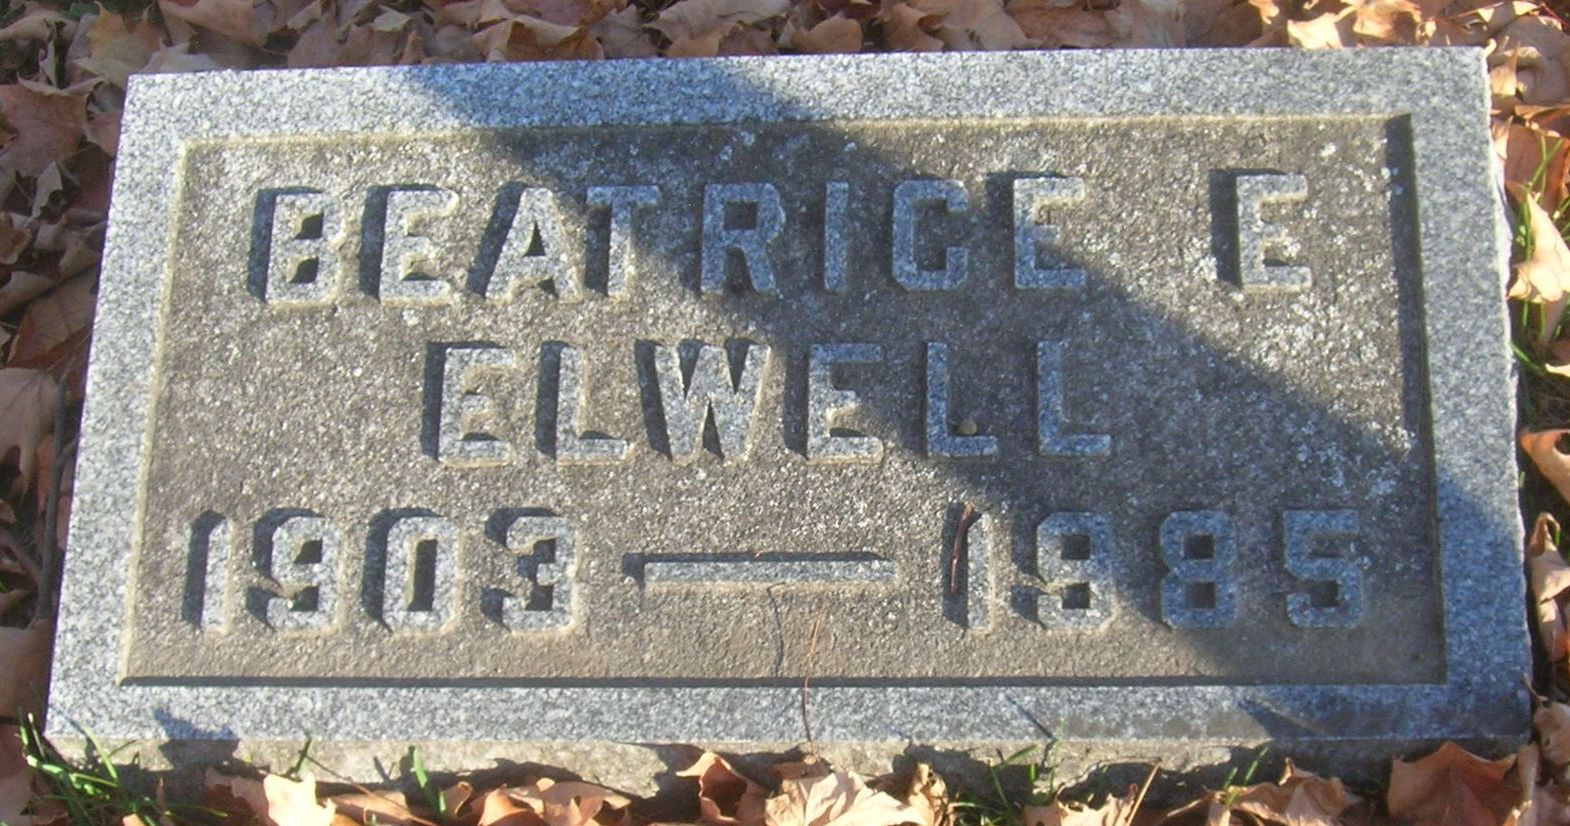 BEATRICE E
ELWELL
1903 — 1985